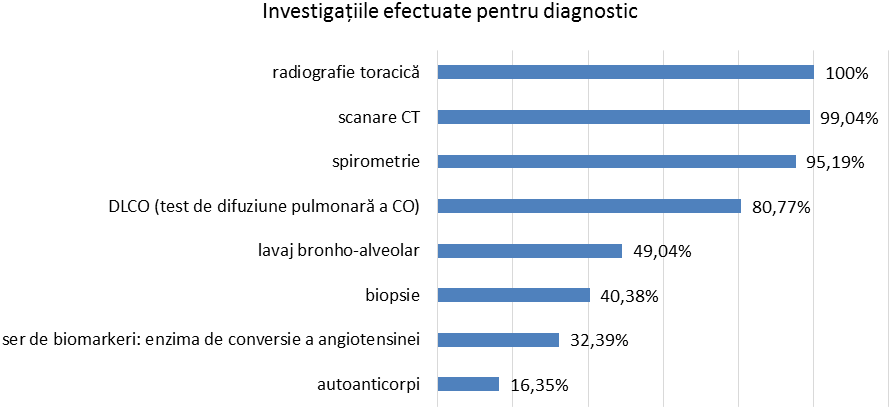 Investigațiile efectuate pentru diagnostic
radiografie toracică 100%
scanare CT 99,04%
spirometrie 95,19%
DLCO (test de difuziune pulmonară a CO) 80,77%
lavaj bronho-alveolar 49,04%
biopsie 40,38%
ser de biomarkeri: enzima de conversie a angiotensinei 32,39%
autoanticorpi 16,35%